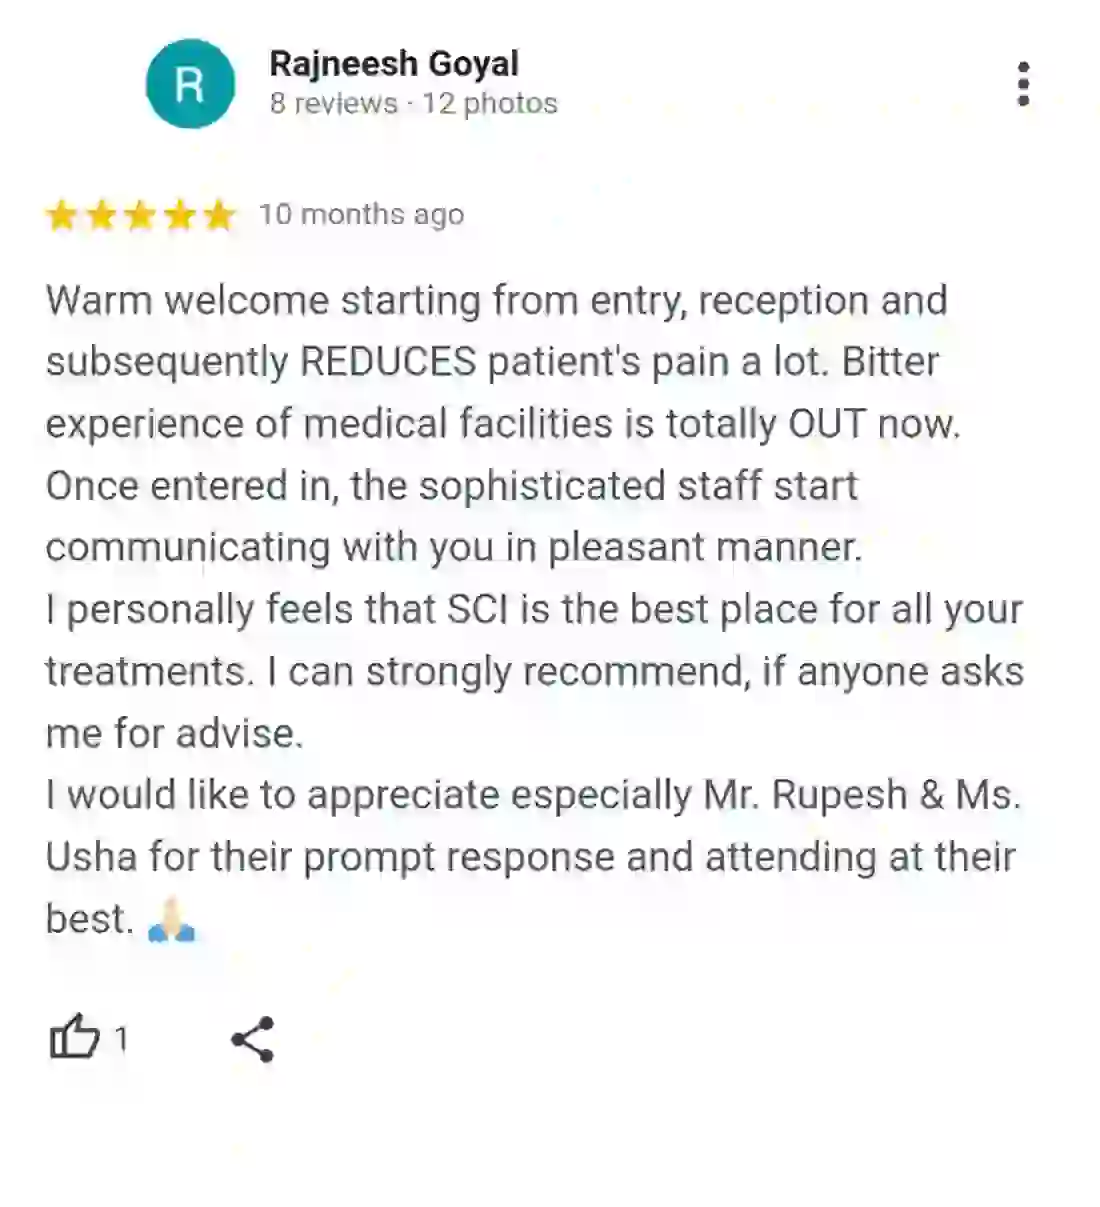 R
Rajneesh Goyal
8 reviews · 12 photos
10 months ago
Warm welcome starting from entry, reception and
subsequently REDUCES patient's pain a lot. Bitter
experience of medical facilities is totally OUT now.
Once entered in, the sophisticated staff start
communicating with you in pleasant manner.
I personally feels that SCI is the best place for all your
treatments. I can strongly recommend, if anyone asks
me for advise.
I would like to appreciate especially Mr. Rupesh & Ms.
Usha for their prompt response and attending at their
best. 🙏🏻
1